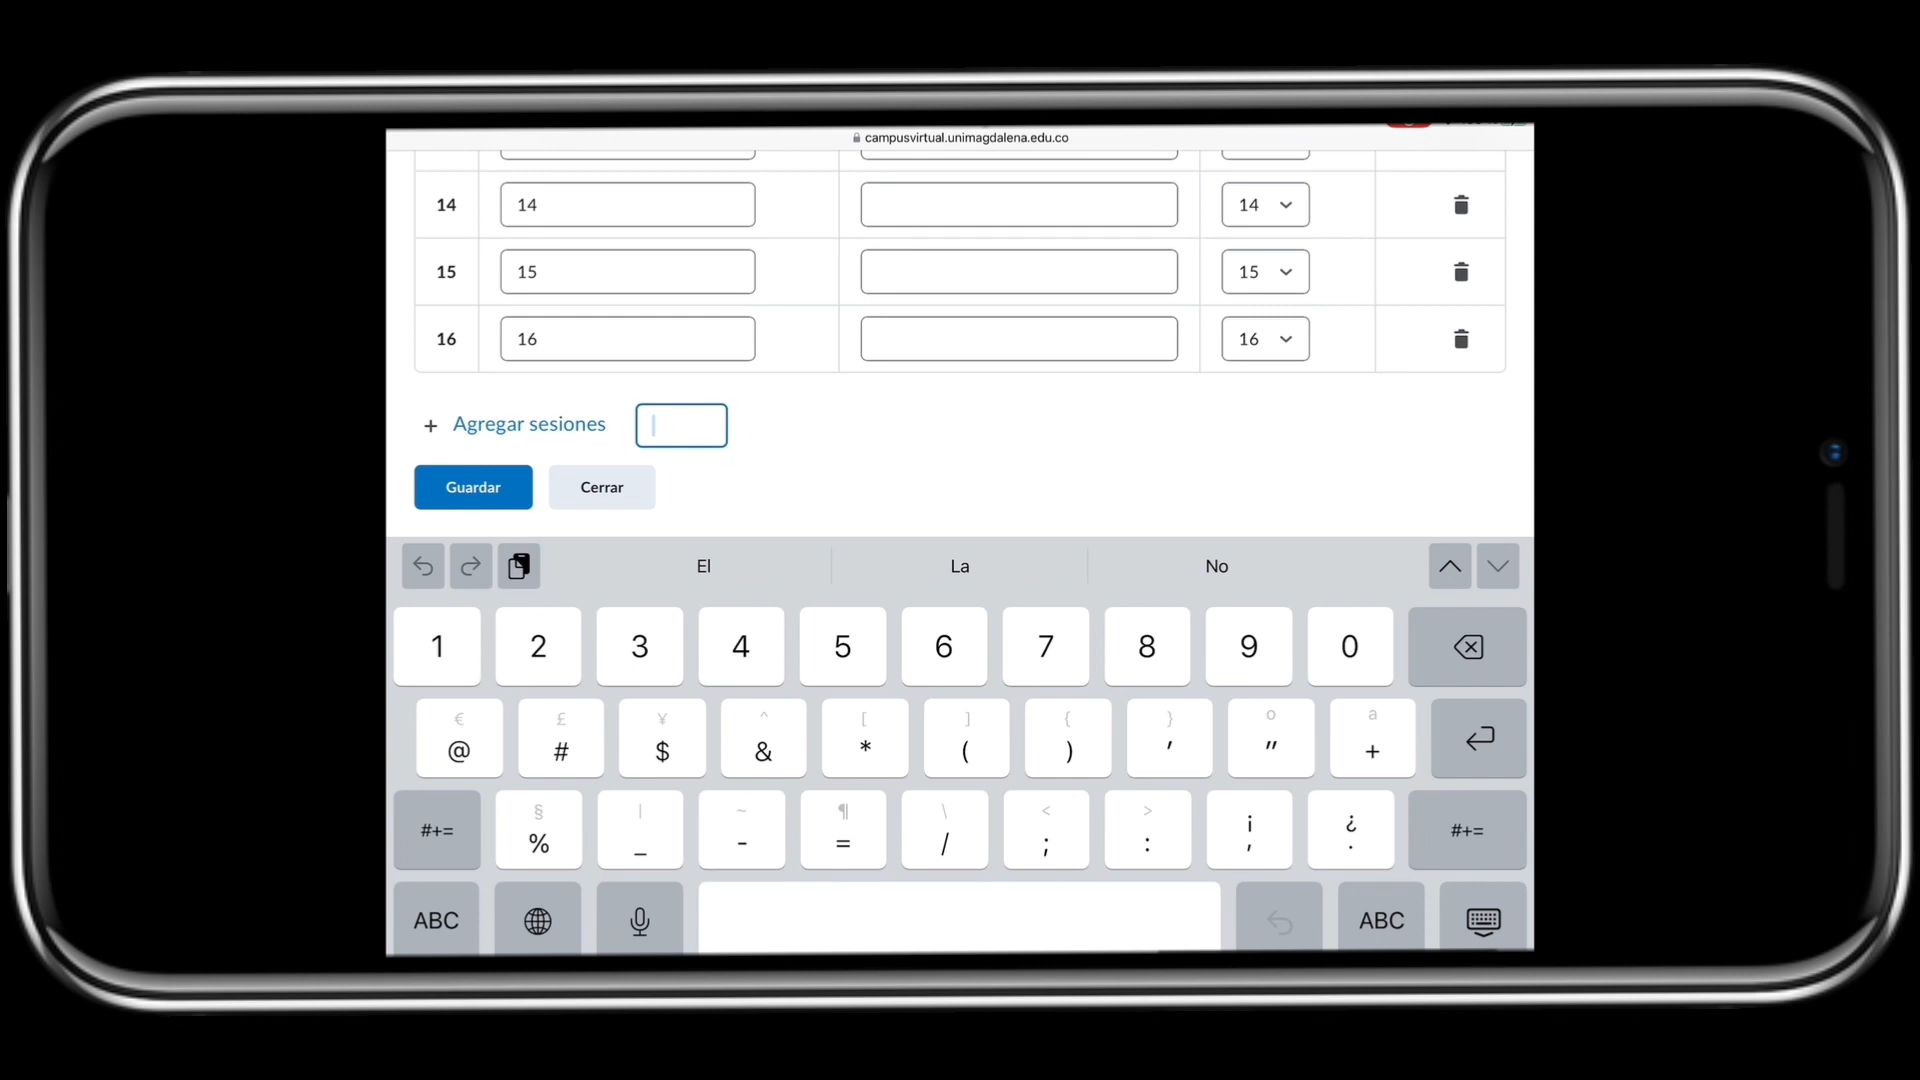 campusvirtual.unimagdalena.edu.co
14 14 14
15 15 15
16 16 16
+ Agregar sesiones
Guardar Cerrar
El La No
1 2 3 4 5 6 7 8 9 0
€ £ ¥ ^ [ ] { } o a
@ # $ & * ( ) ' " +
§ | ~ ¶ \ < > ¡ ¿
#+= % _ - = / ; : , . #+=
ABC ABC